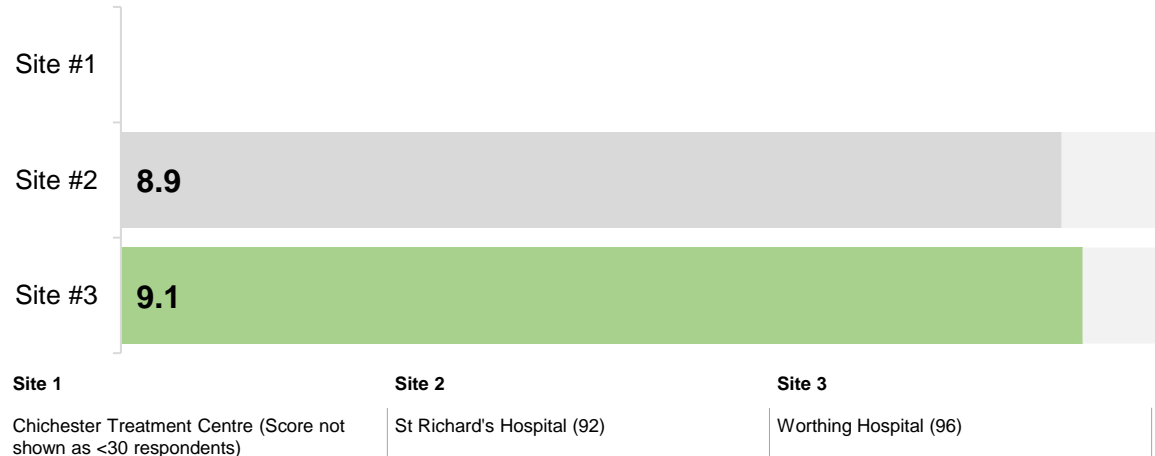 Site #1
Site #2
8.9
Site #3
9.1
Site 1
Site 2
Site 3
Chichester Treatment Centre (Score not
shown as <30 respondents)
St Richard's Hospital (92)
Worthing Hospital (96)